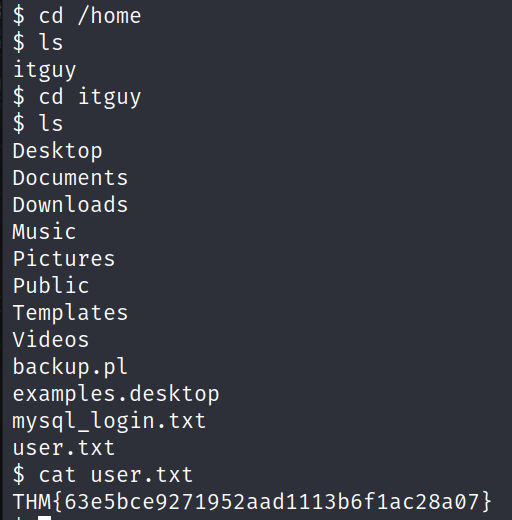 $ cd /home
$ ls
itguy
$ cd itguy
$ ls
Desktop
Documents
Downloads
Music
Pictures
Public
Templates
Videos
backup.pl
examples.desktop
mysql_login.txt
user.txt
$ cat user.txt
THM{63e5bce9271952aad1113b6f1ac28a07}